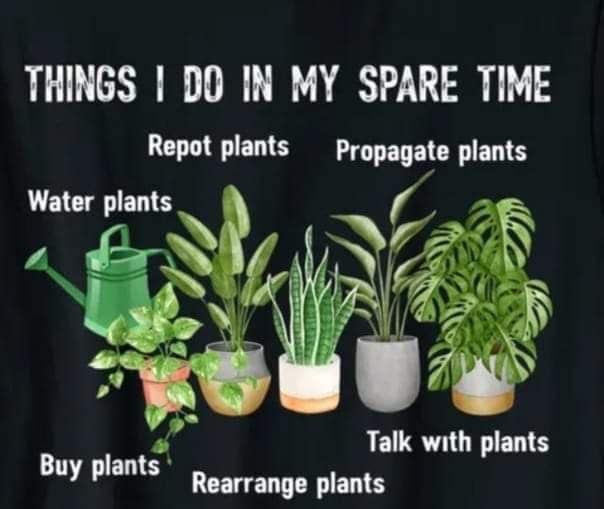 THINGS I DO IN MY SPARE TIME
Repot plants
Propagate plants
Water plants
Talk with plants
Buy plants
Rearrange plants